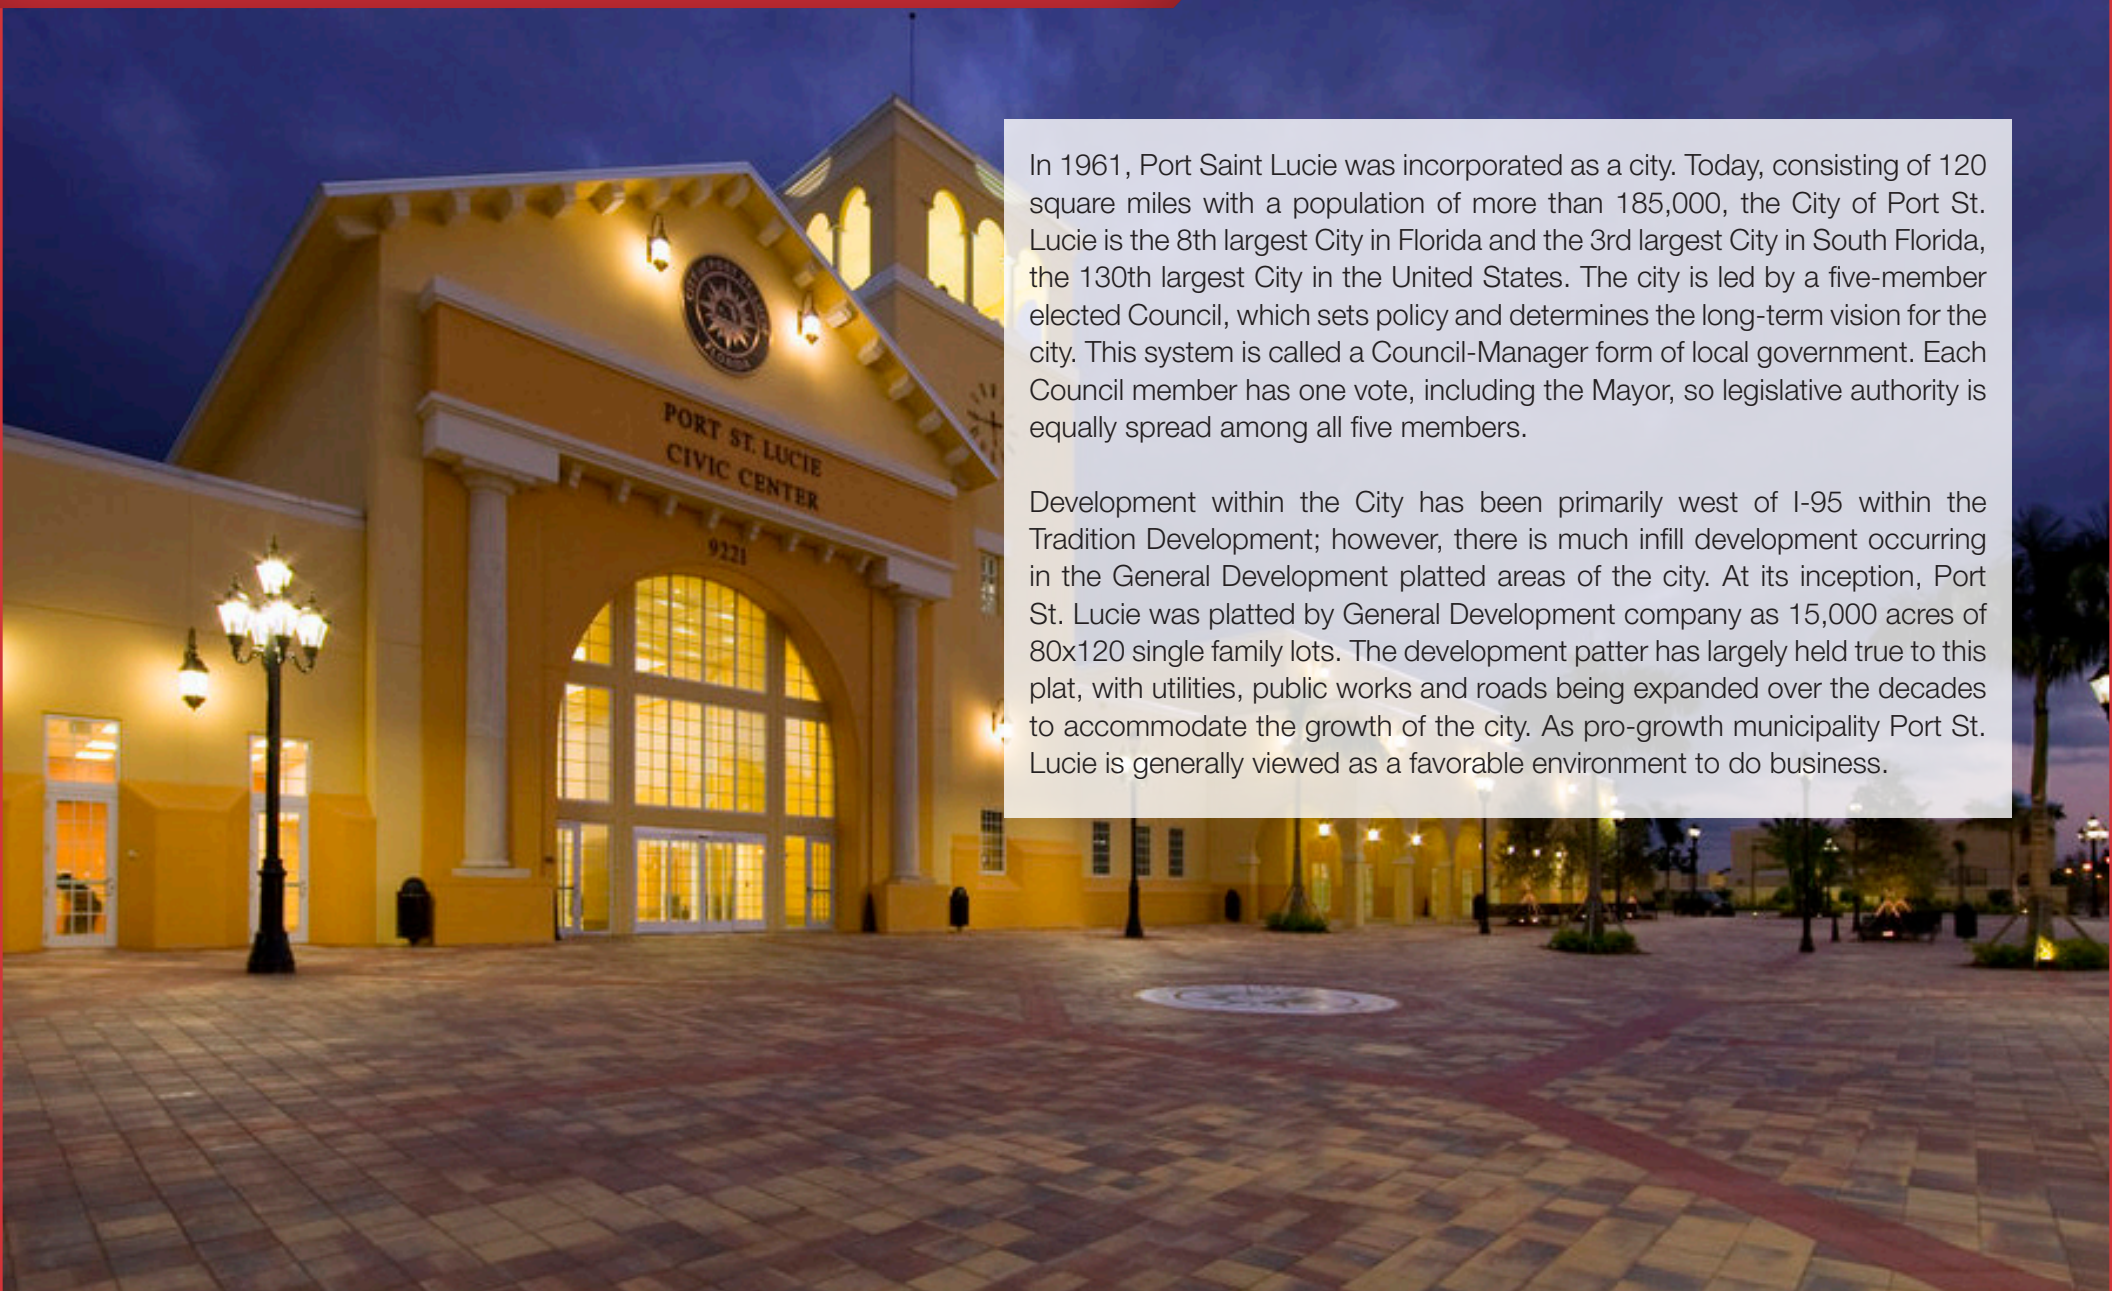 In 1961, Port Saint Lucie was incorporated as a city. Today, consisting of 120
square miles with a population of more than 185,000, the City of Port St.
Lucie is the 8th largest City in Florida and the 3rd largest City in South Florida,
the 130th largest City in the United States. The city is led by a five-member
elected Council, which sets policy and determines the long-term vision for the
city. This system is called a Council-Manager form of local government. Each
Council member has one vote, including the Mayor, so legislative authority is
equally spread among all five members.
Development within the City has been primarily west of I-95 within the
Tradition Development; however, there is much infill development occurring
in the General Development platted areas of the city. At its inception, Port
St. Lucie was platted by General Development company as 15,000 acres of
80x120 single family lots. The development patter has largely held true to this
plat, with utilities, public works and roads being expanded over the decades
to accommodate the growth of the city. As pro-growth municipality Port St.
Lucie is generally viewed as a favorable environment to do business.
FLORIDA
PORT ST. LUCIE
CIVIC CENTER
9221